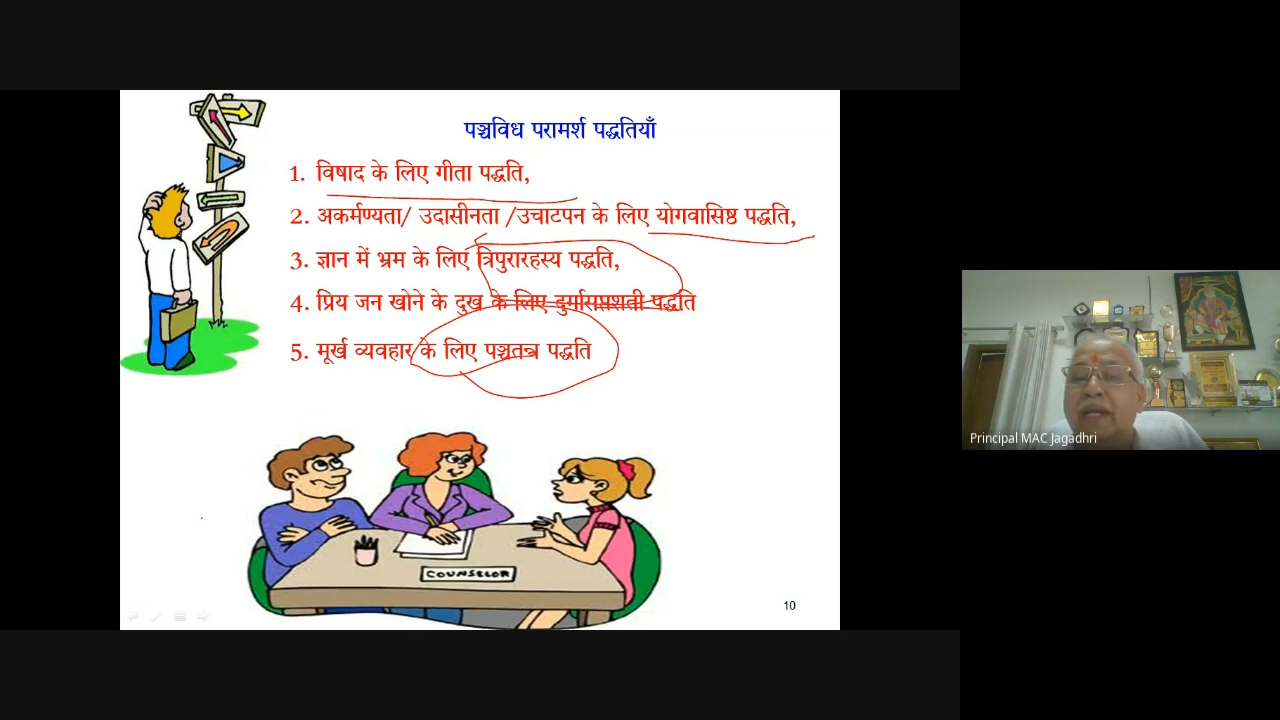 पञ्चविध परामर्श पद्धतियाँ
1. विषाद के लिए गीता पद्धति,
2. अकर्मण्यता/ उदासीनता /उचाटपन के लिए योगवासिष्ठ पद्धति,
3. ज्ञान में भ्रम के लिए त्रिपुरारहस्य पद्धति,
4. प्रिय जन खोने के दुख के लिए पद्धति
5. मूर्ख व्यवहार के लिए पञ्चतन्त्र पद्धति
COUNSELOR
10
Principal MAC Jagadhri